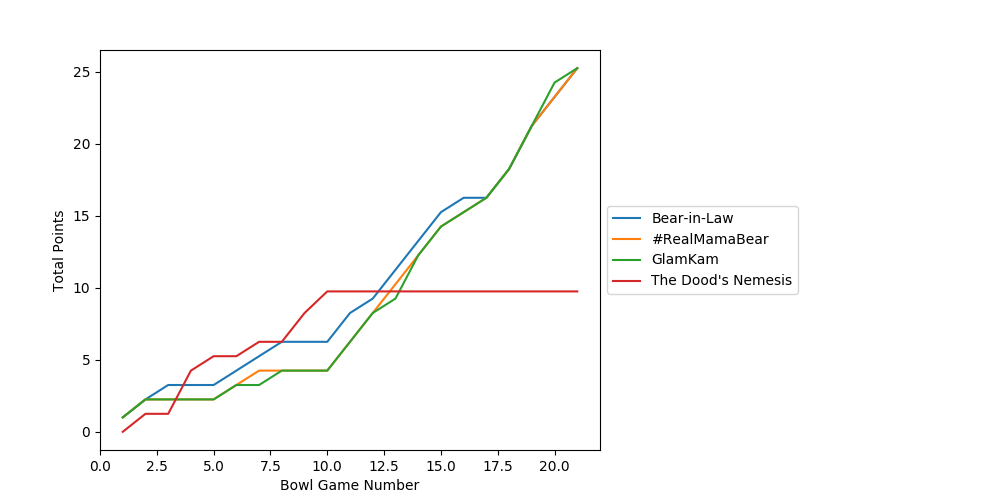 25
20
15
10
5
0
Total Points
0.0 2.5 5.0 7.5 10.0 12.5 15.0 17.5 20.0
Bowl Game Number
Bear-in-Law
#RealMamaBear
GlamKam
The Dood's Nemesis